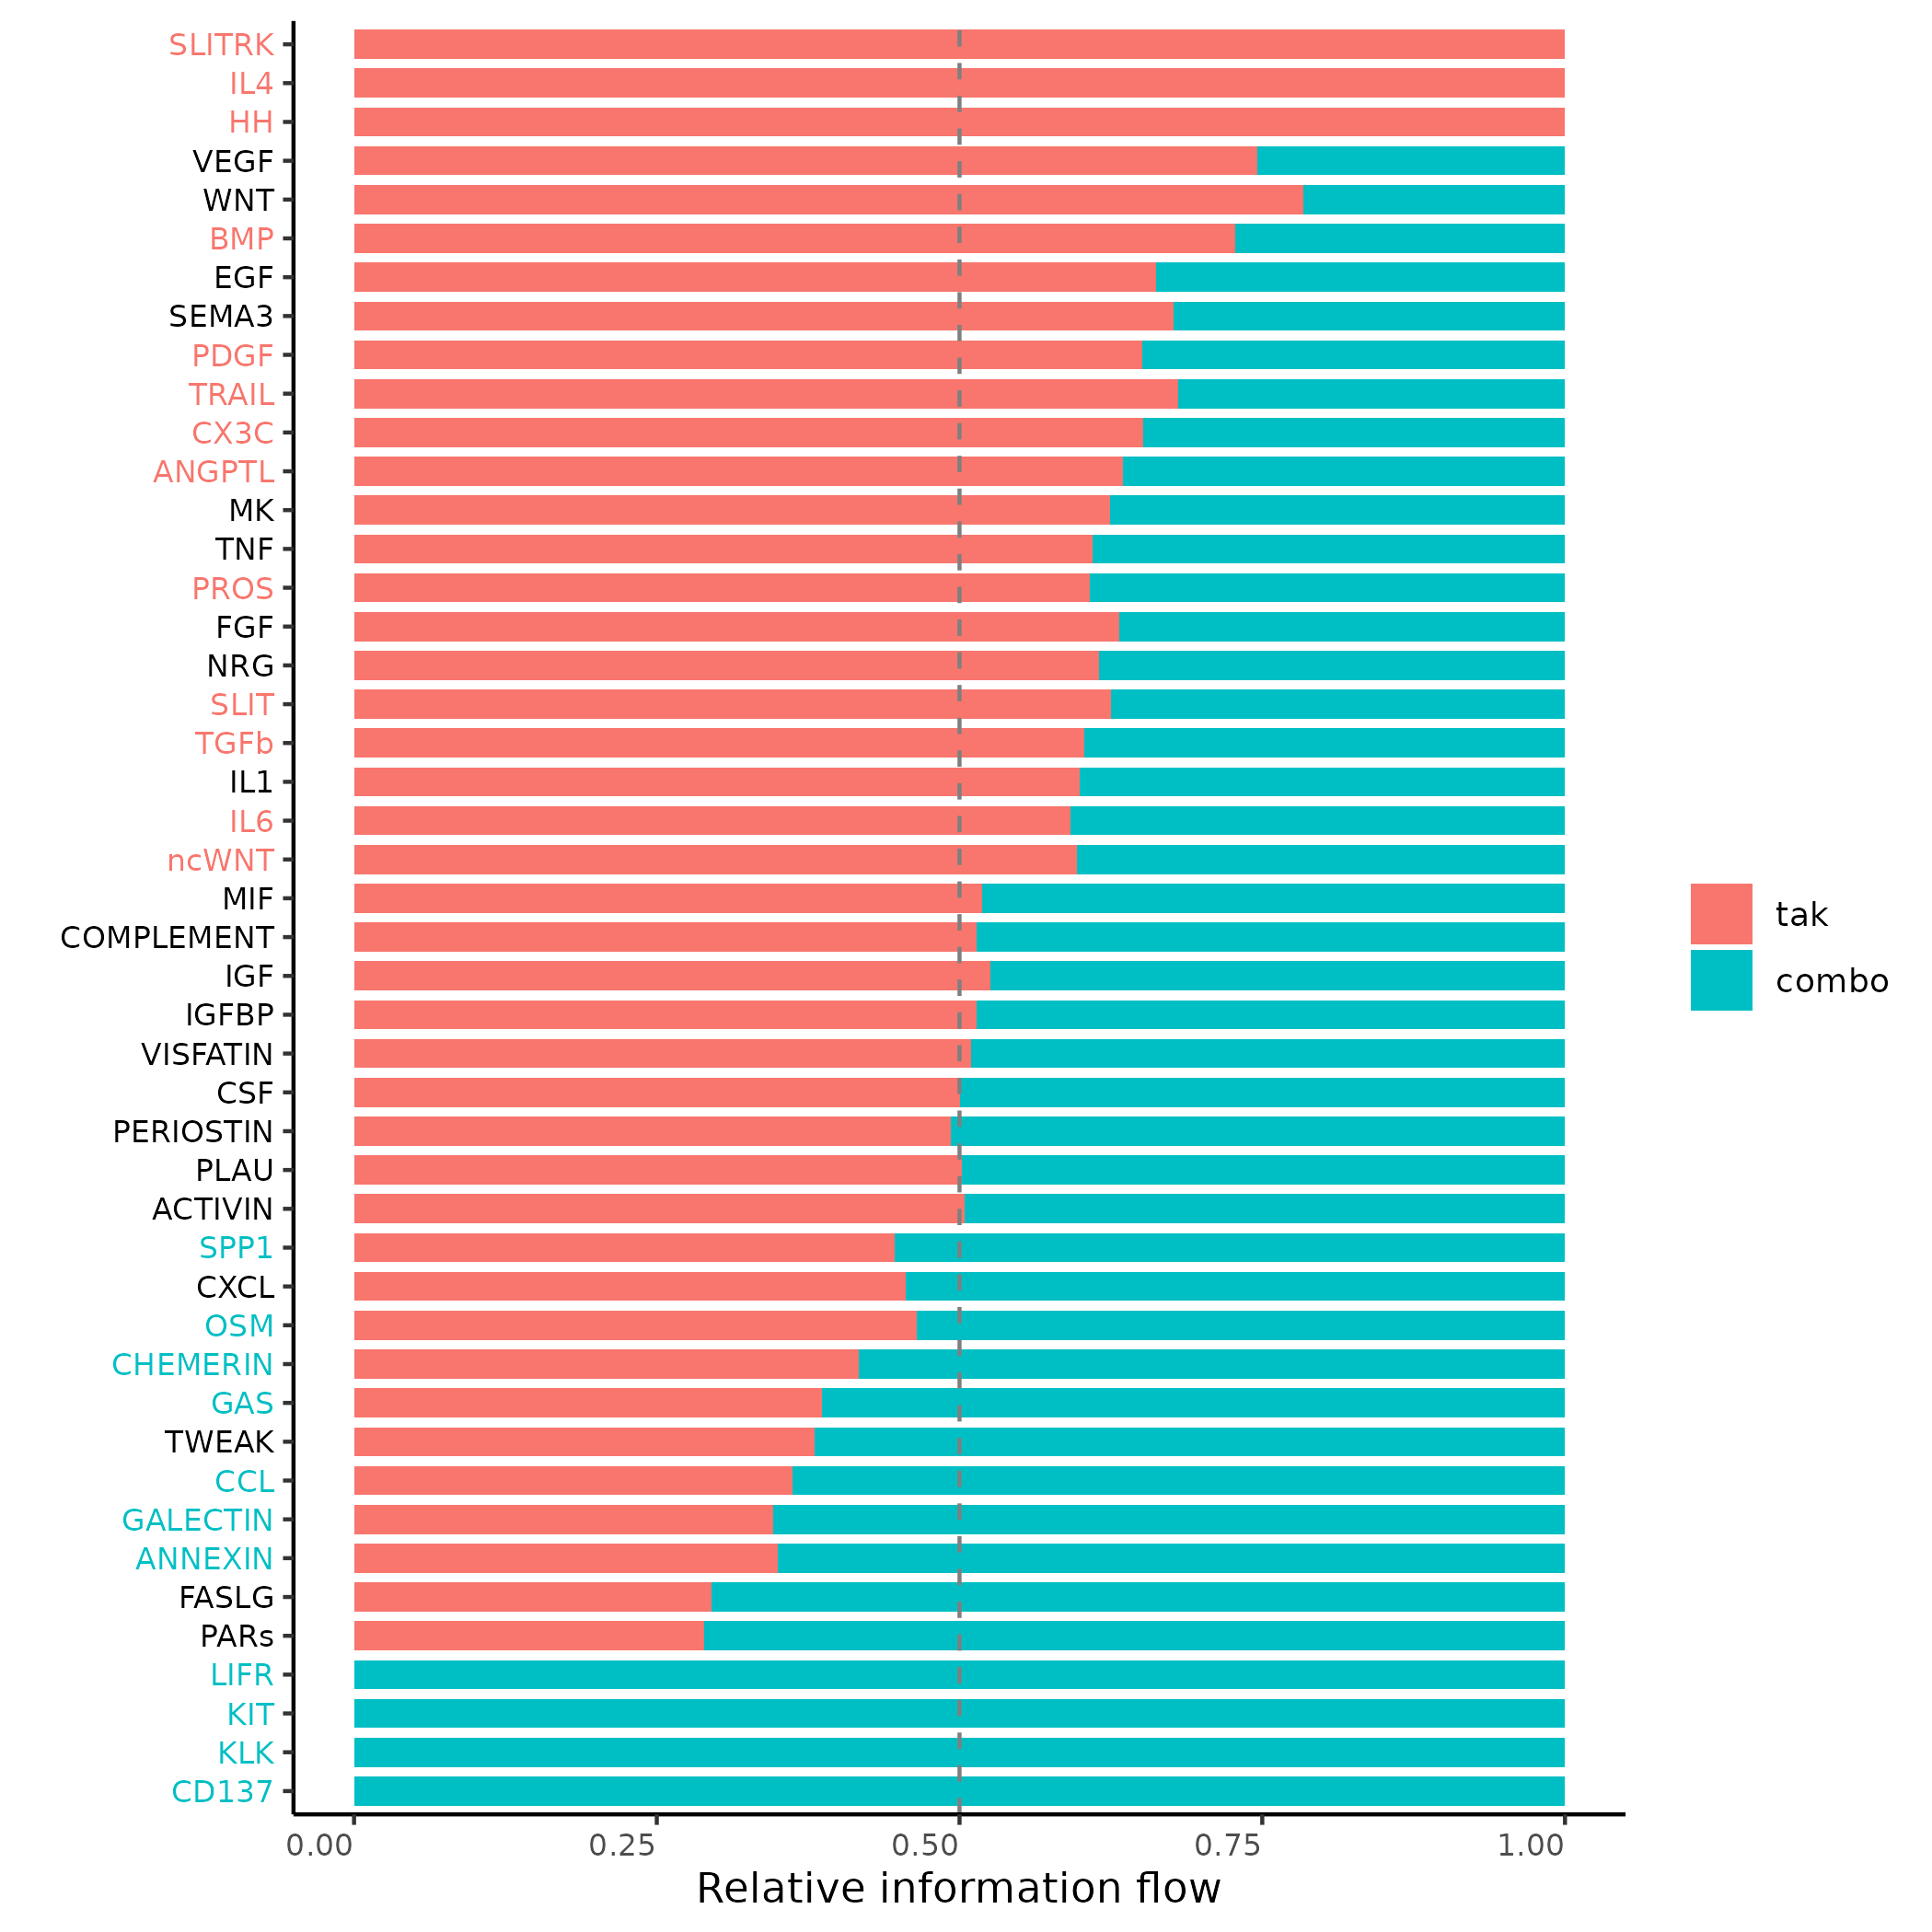 SLITRK
IL4
HH
VEGF
WNT
BMP
EGF
SEMA3
PDGF
TRAIL
CX3C
ANGPTL
MK
TNF
PROS
FGF
NRG
SLIT
TGFb
IL1
IL6
ncWNT
MIF
COMPLEMENT
IGF
IGFBP
VISFATIN
CSF
PERIOSTIN
PLAU
ACTIVIN
SPP1
CXCL
OSM
CHEMERIN
GAS
TWEAK
CCL
GALECTIN
ANNEXIN
FASLG
PARs
LIFR
KIT
KLK
CD137
0.00 0.25 0.50 0.75 1.00
Relative information flow
tak
combo